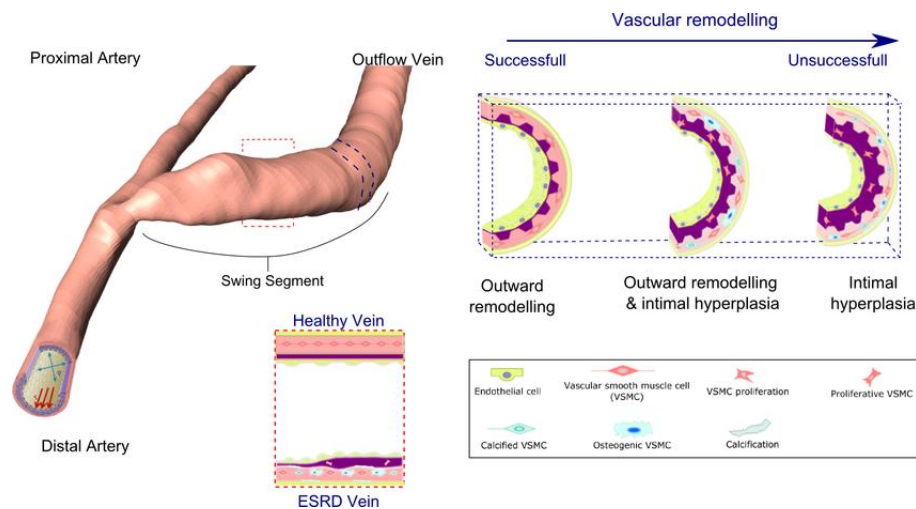 Proximal Artery
Outflow Vein
Swing Segment
Healthy Vein
ESRD Vein
Distal Artery
Vascular remodelling
Successfull
Unsuccessfull
Outward
remodelling
Outward remodelling
& intimal hyperplasia
Intimal
hyperplasia
Endothelial cell
Vascular smooth muscle cell
(VSMC)
VSMC proliferation
Proliferative VSMC
Calcified VSMC
Osteogenic VSMC
Calcification